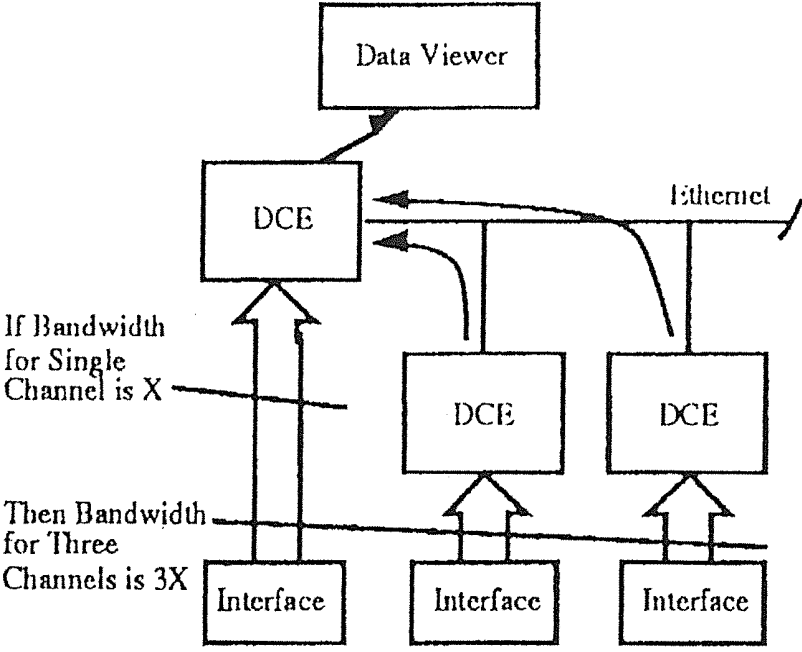 Data Viewer
DCE
Ethernet
If Bandwidth
for Single
Channel is X
DCE
DCE
Then Bandwidth
for Three
Channels is 3X
Interface
Interface
Interface